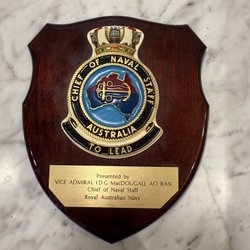 CHIEF OF NAVAL STAFF
AUSTRALIA
TO LEAD
Presented by
VICE ADMIRAL I D G MacDOUGALL AO RAN
Chief of Naval Staff
Royal Australian Navy